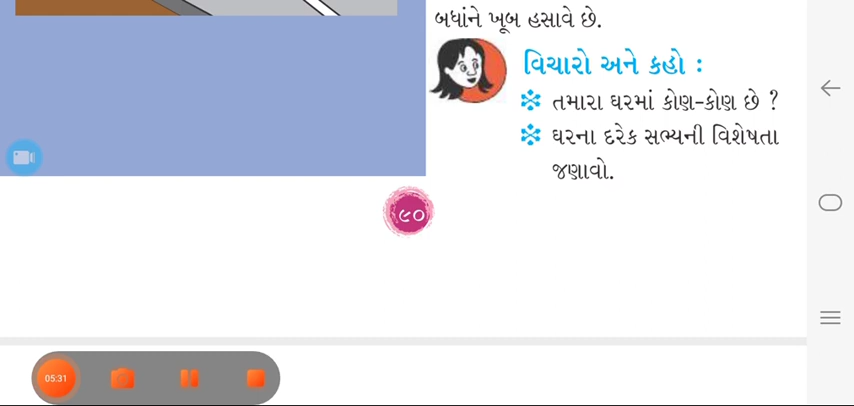 બધાંને ખૂબ હસાવે છે.
વિચારો અને કહો :
તમારા ઘરમાં કોણ-કોણ છે ?
ઘરના દરેક સભ્યની વિશેષતા
જણાવો.
૯૦
05:31